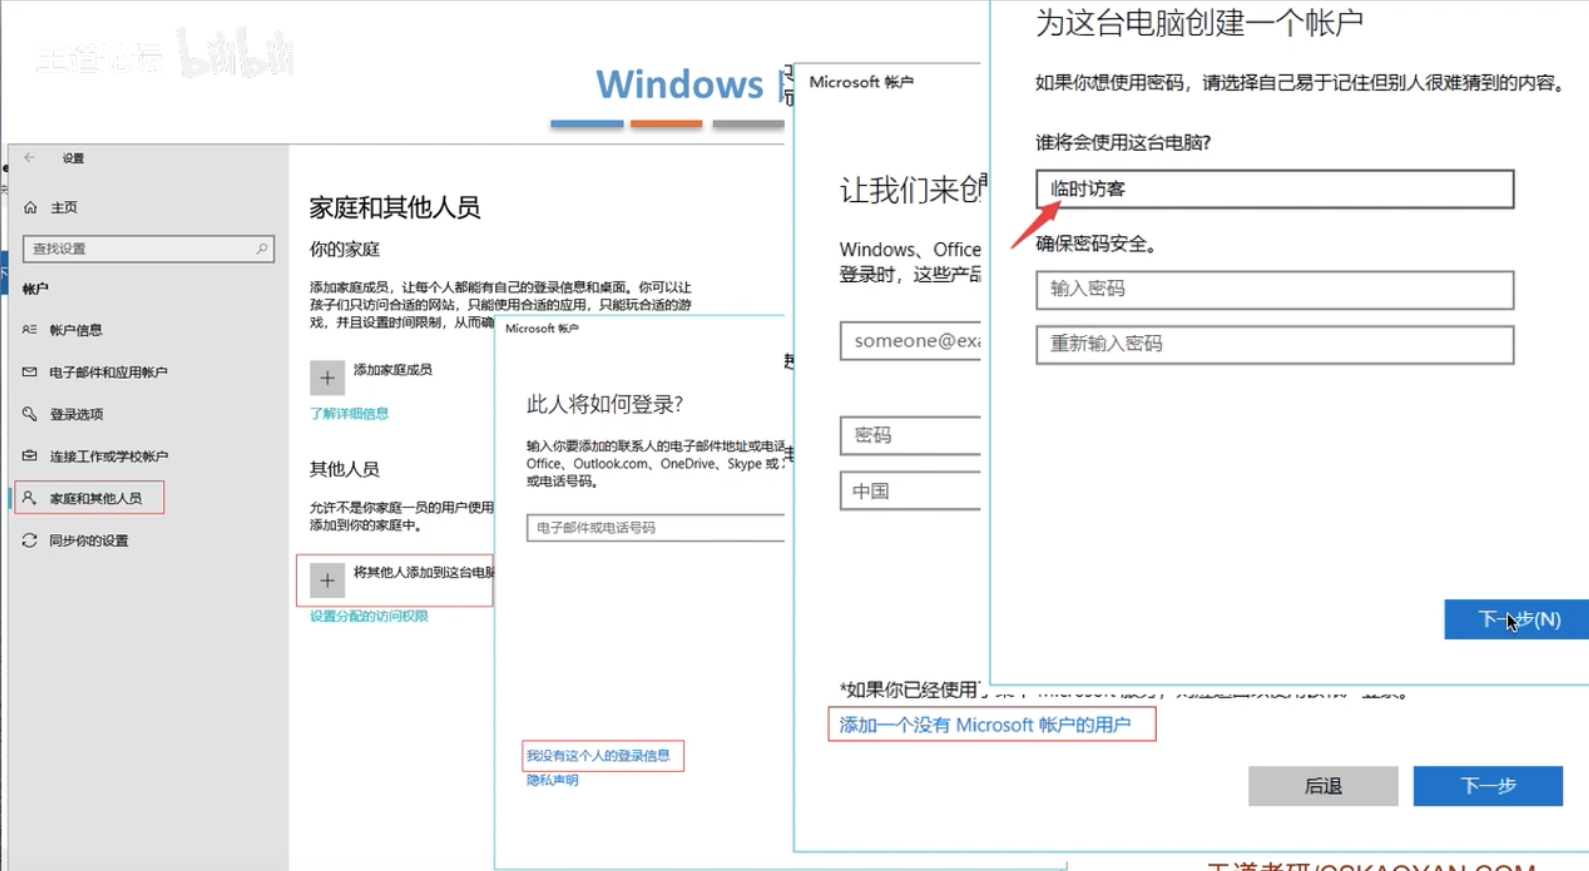 王道论坛 bilibili
Windows
设置
主页
查找设置
帐户
帐户信息
电子邮件和应用帐户
登录选项
连接工作或学校帐户
家庭和其他人员
同步你的设置
家庭和其他人员
你的家庭
添加家庭成员，让每个人都能有自己的登录信息和桌面。你可以让
孩子们只访问合适的网站，只能使用合适的应用，只能玩合适的游
戏，并且设置时间限制，从而确
添加家庭成员
了解详细信息
其他人员
允许不是你家庭一员的用户使用
添加到你的家庭中。
将其他人添加到这台电脑
设置分配的访问权限
Microsoft 帐户
此人将如何登录?
输入你要添加的联系人的电子邮件地址或电话
Office、Outlook.com、OneDrive、Skype 或
或电话号码。
电子邮件或电话号码
我没有这个人的登录信息
隐私声明
Microsoft 帐户
让我们来创
Windows、Office
登录时，这些产品
someone@exa
密码
中国
*如果你已经使用
添加一个没有 Microsoft 帐户的用户
后退
下一步
为这台电脑创建一个帐户
如果你想使用密码，请选择自己易于记住但别人很难猜到的内容。
谁将会使用这台电脑?
临时访客
确保密码安全。
输入密码
重新输入密码
下一步(N)
王道考研/CSKAOYAN.COM